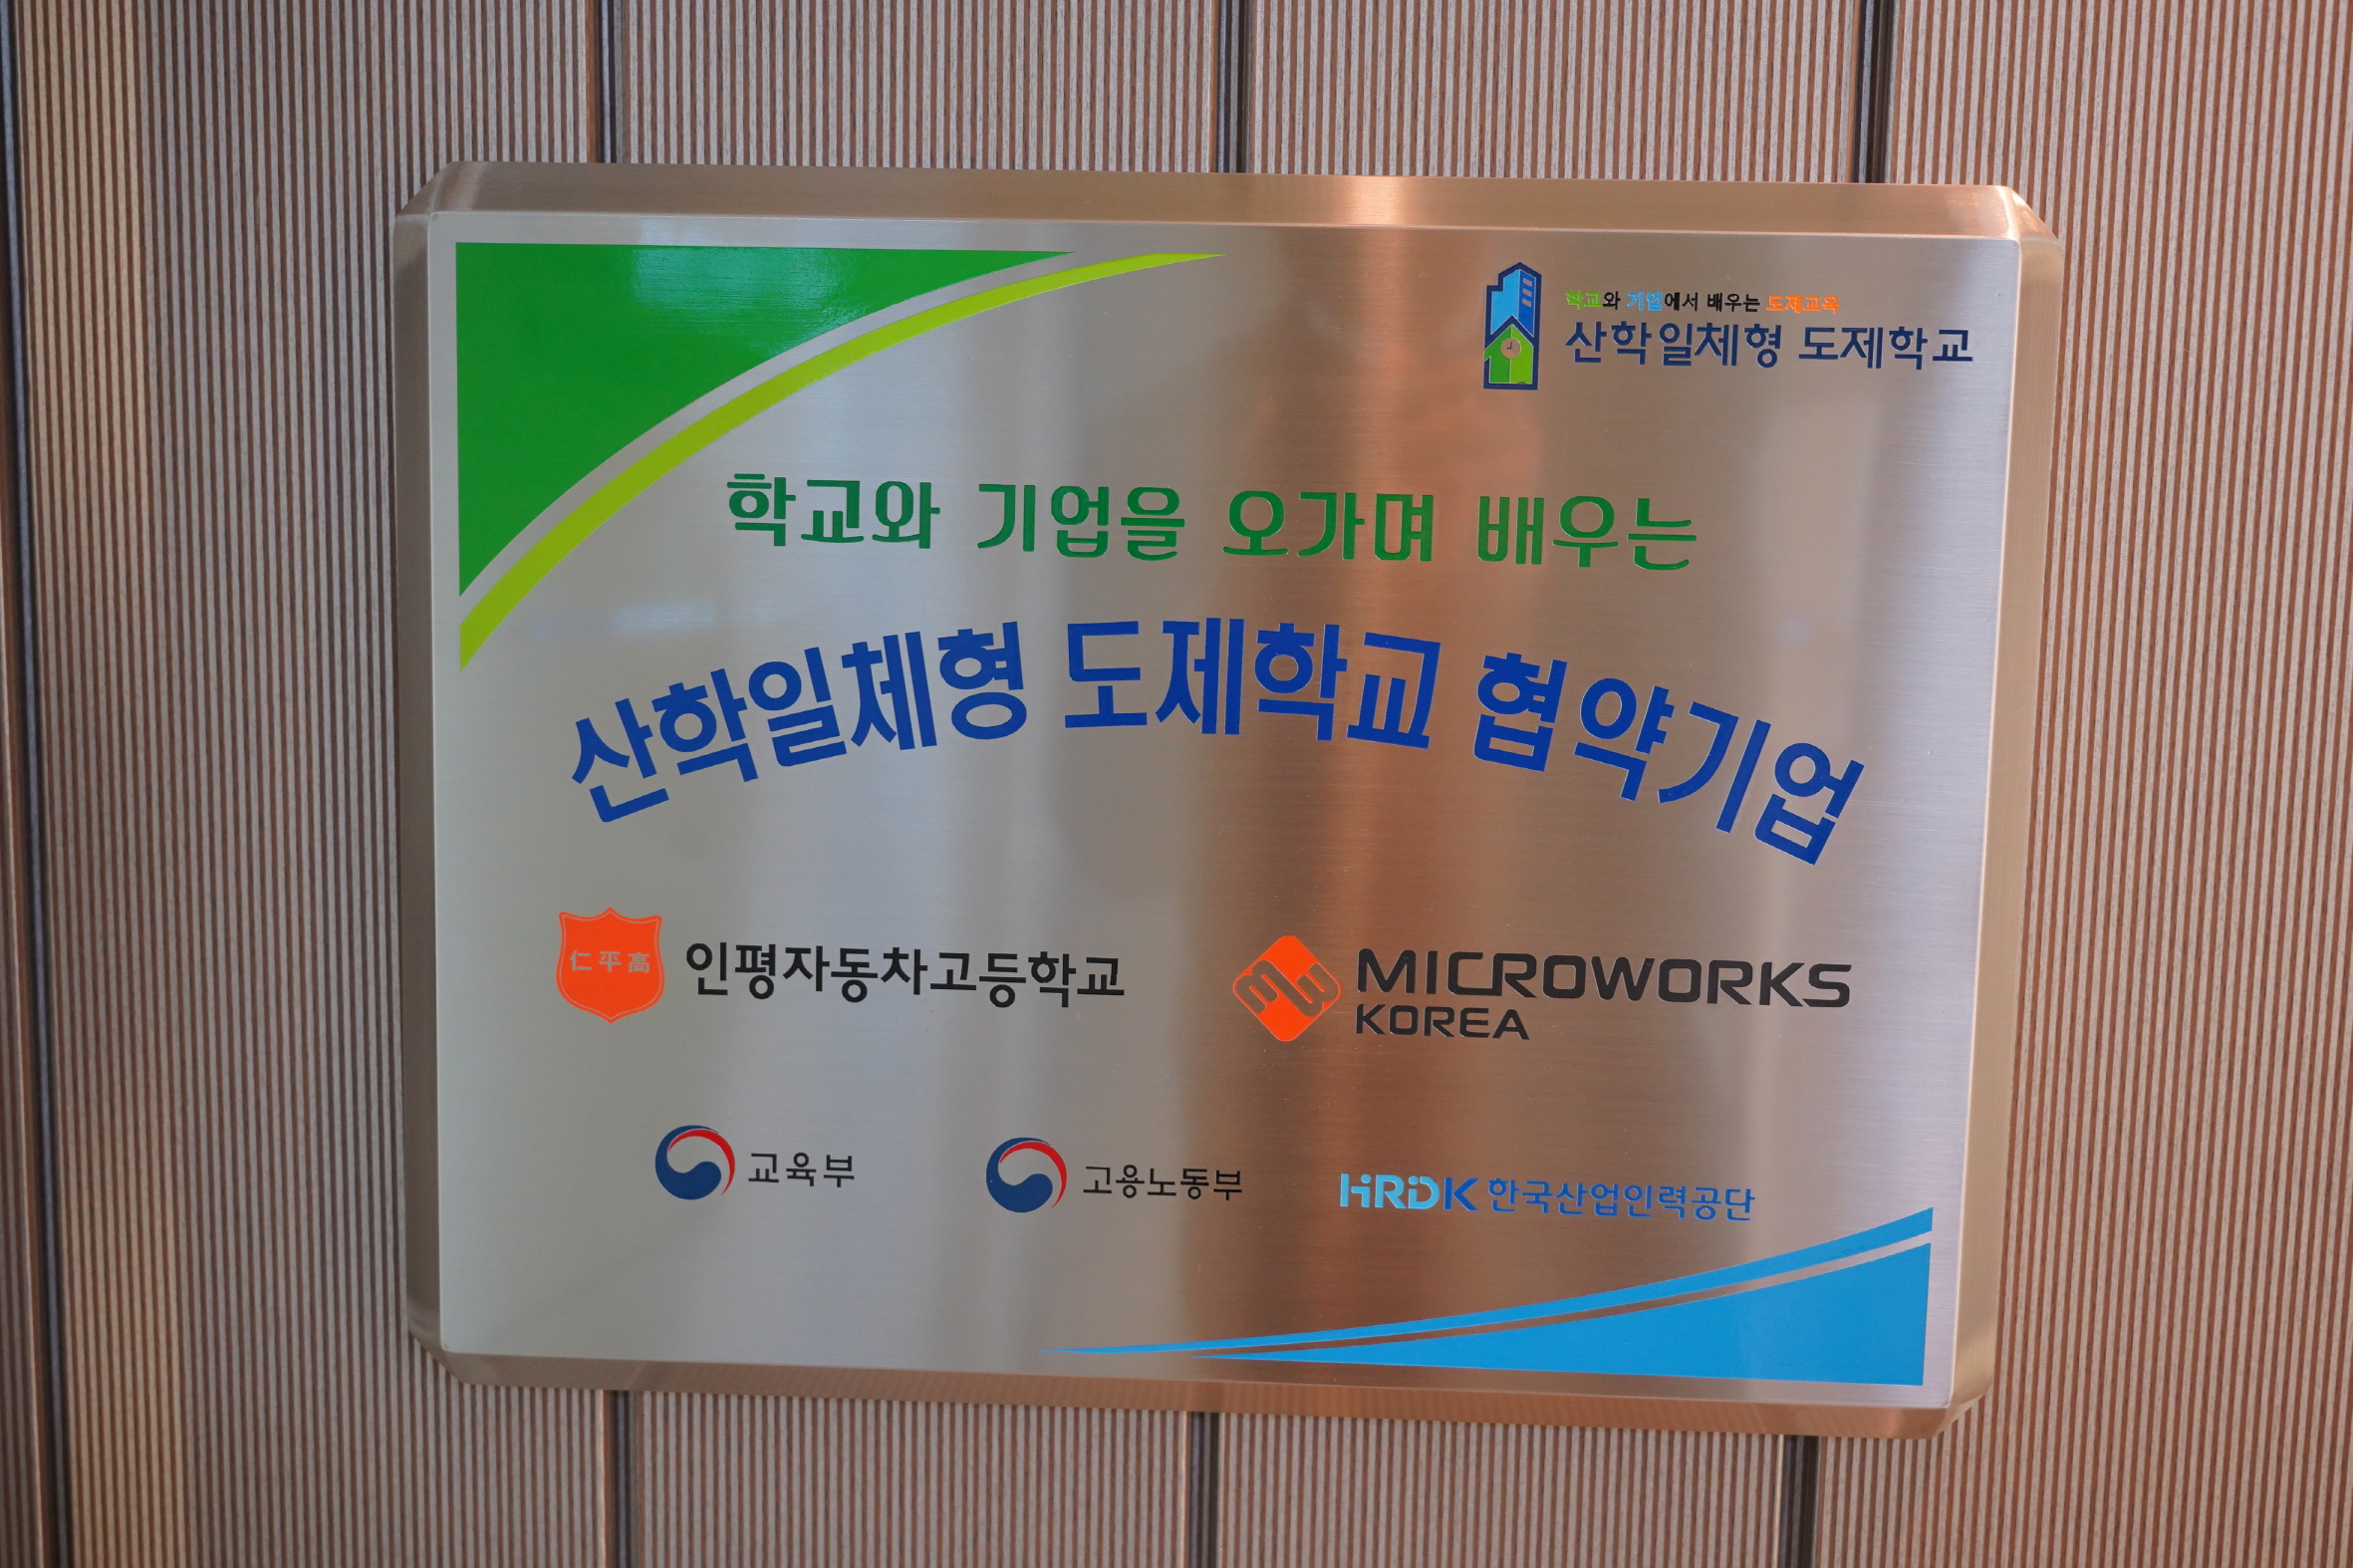 학교와 기업에서 배우는 도제교육
산학일체형 도제학교
학교와 기업을 오가며 배우는
산학일체형 도제학교 협약기업
仁平高 인평자동차고등학교
MW MICROWORKS
KOREA
교육부 고용노동부 HRDK 한국산업인력공단